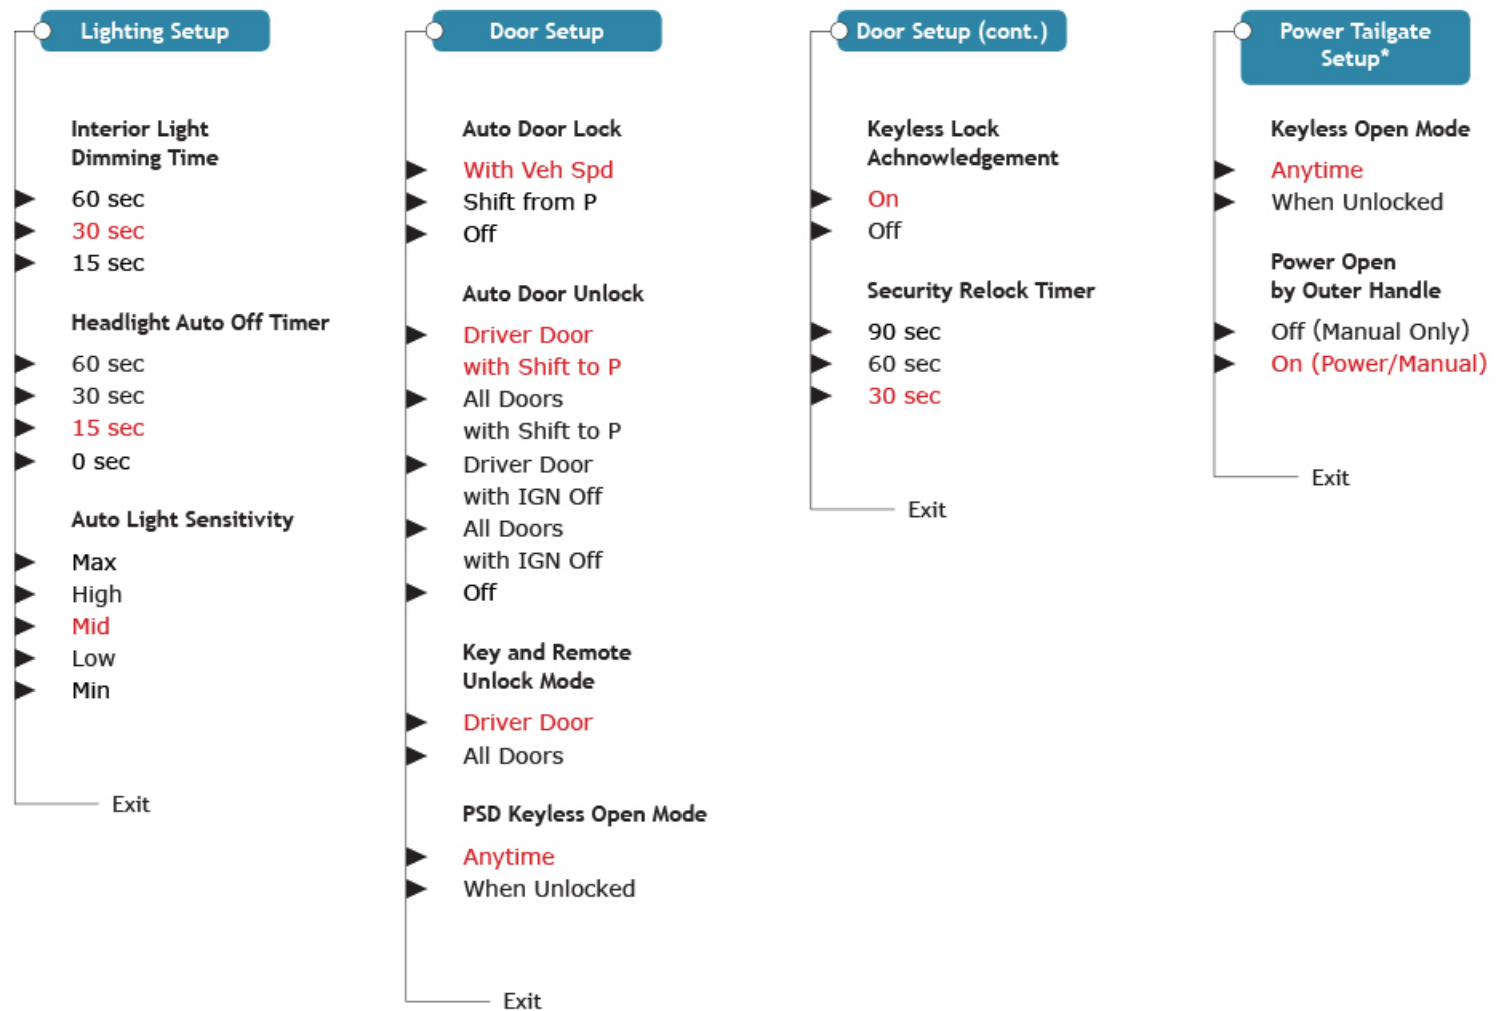 Lighting Setup
Interior Light
Dimming Time
60 sec
30 sec
15 sec
Headlight Auto Off Timer
60 sec
30 sec
15 sec
0 sec
Auto Light Sensitivity
Max
High
Mid
Low
Min
Exit
Door Setup
Auto Door Lock
With Veh Spd
Shift from P
Off
Auto Door Unlock
Driver Door
with Shift to P
All Doors
with Shift to P
Driver Door
with IGN Off
All Doors
with IGN Off
Off
Key and Remote
Unlock Mode
Driver Door
All Doors
PSD Keyless Open Mode
Anytime
When Unlocked
Exit
Door Setup (cont.)
Keyless Lock
Achnowledgement
On
Off
Security Relock Timer
90 sec
60 sec
30 sec
Exit
Power Tailgate
Setup*
Keyless Open Mode
Anytime
When Unlocked
Power Open
by Outer Handle
Off (Manual Only)
On (Power/Manual)
Exit